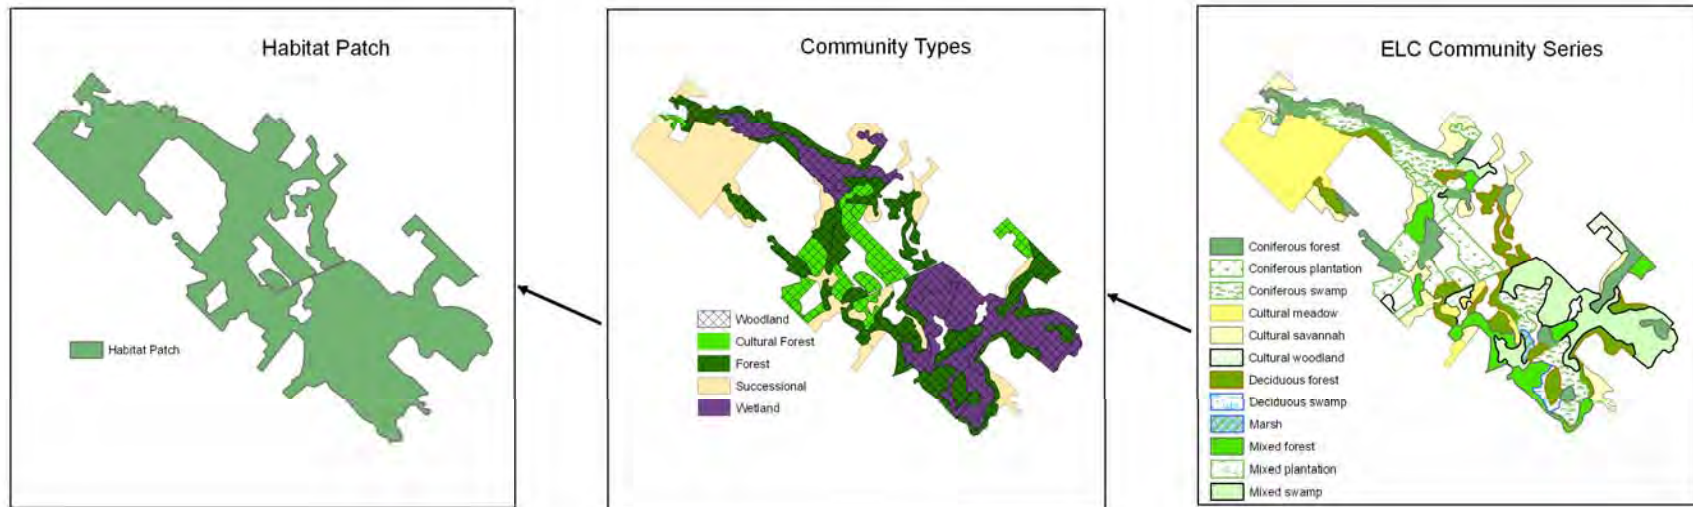 Habitat Patch
Habitat Patch
Community Types
Woodland
Cultural Forest
Forest
Successional
Wetland
ELC Community Series
Coniferous forest
Coniferous plantation
Coniferous swamp
Cultural meadow
Cultural savannah
Cultural woodland
Deciduous forest
Deciduous swamp
Marsh
Mixed forest
Mixed plantation
Mixed swamp